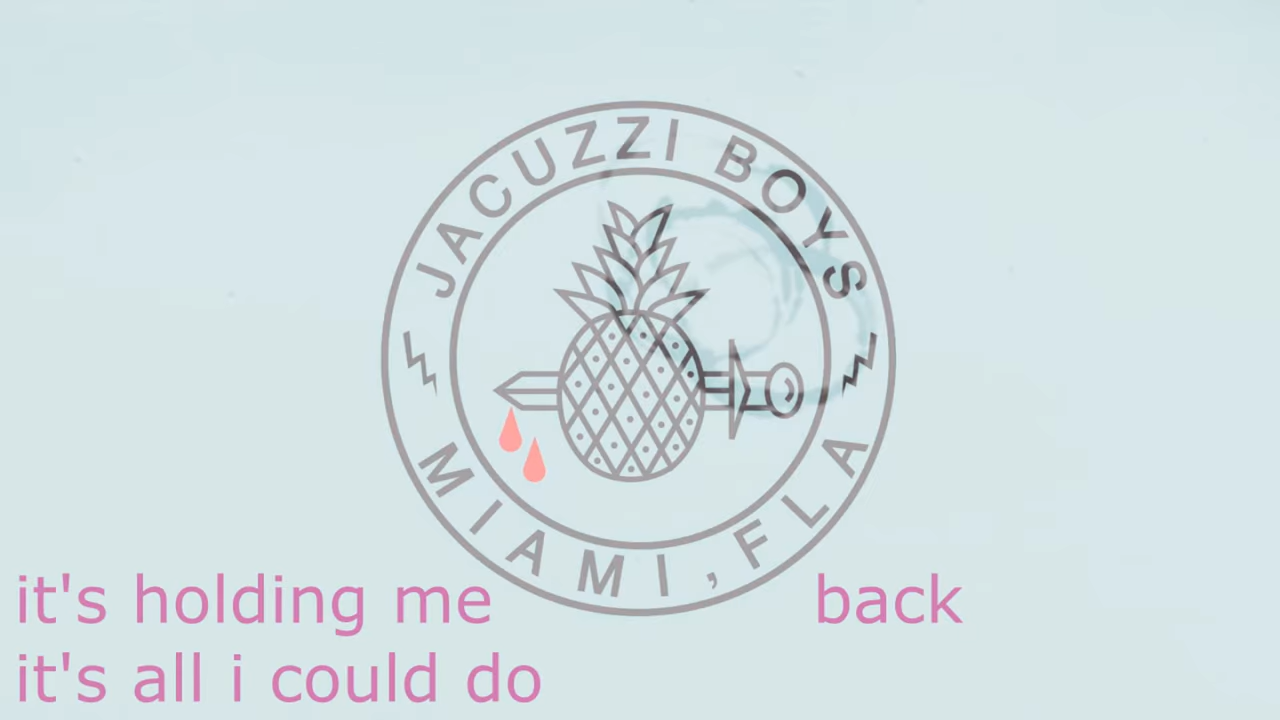 JACUZZI BOYS
MIAMI, FLA
it's holding me back
it's all i could do